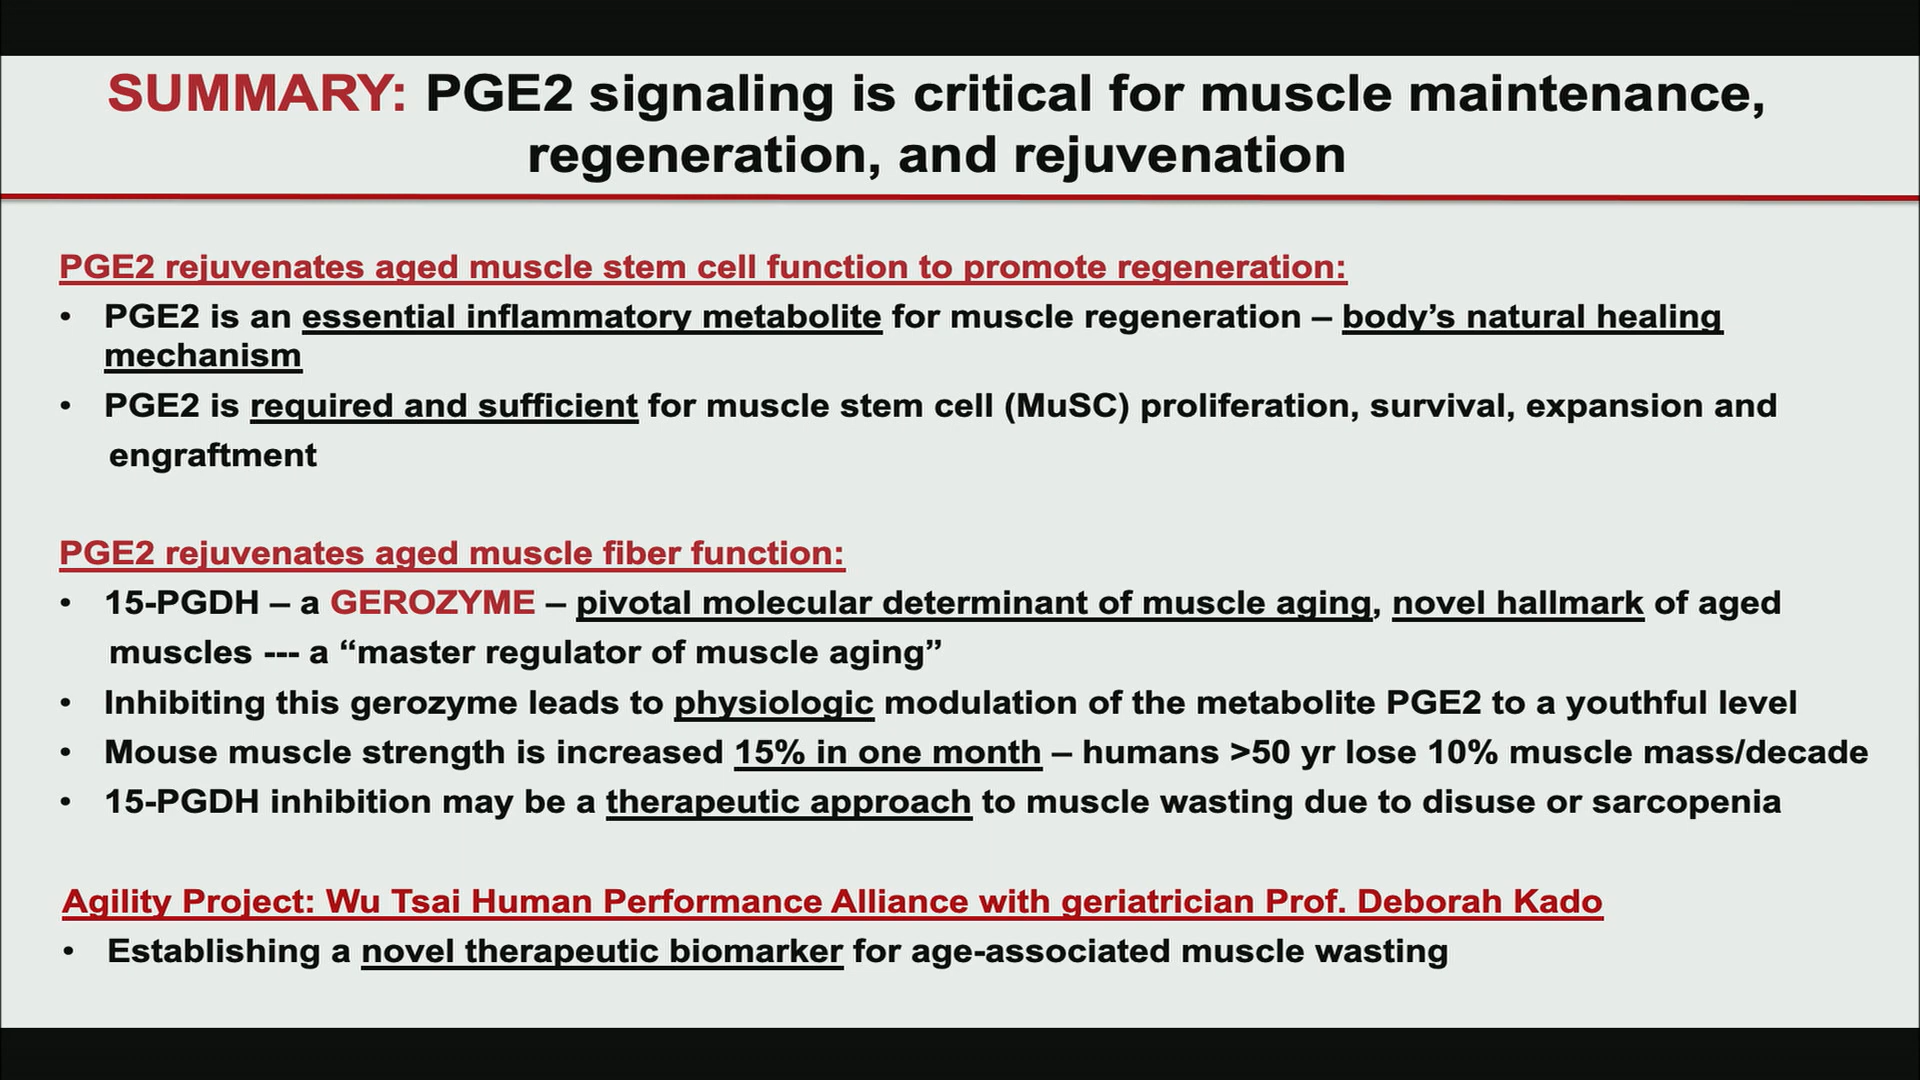 SUMMARY: PGE2 signaling is critical for muscle maintenance,
regeneration, and rejuvenation
PGE2 rejuvenates aged muscle stem cell function to promote regeneration:
• PGE2 is an essential inflammatory metabolite for muscle regeneration – body’s natural healing
mechanism
• PGE2 is required and sufficient for muscle stem cell (MuSC) proliferation, survival, expansion and
engraftment
PGE2 rejuvenates aged muscle fiber function:
• 15-PGDH – a GEROZYME – pivotal molecular determinant of muscle aging, novel hallmark of aged
muscles --- a “master regulator of muscle aging”
• Inhibiting this gerozyme leads to physiologic modulation of the metabolite PGE2 to a youthful level
• Mouse muscle strength is increased 15% in one month – humans >50 yr lose 10% muscle mass/decade
• 15-PGDH inhibition may be a therapeutic approach to muscle wasting due to disuse or sarcopenia
Agility Project: Wu Tsai Human Performance Alliance with geriatrician Prof. Deborah Kado
• Establishing a novel therapeutic biomarker for age-associated muscle wasting